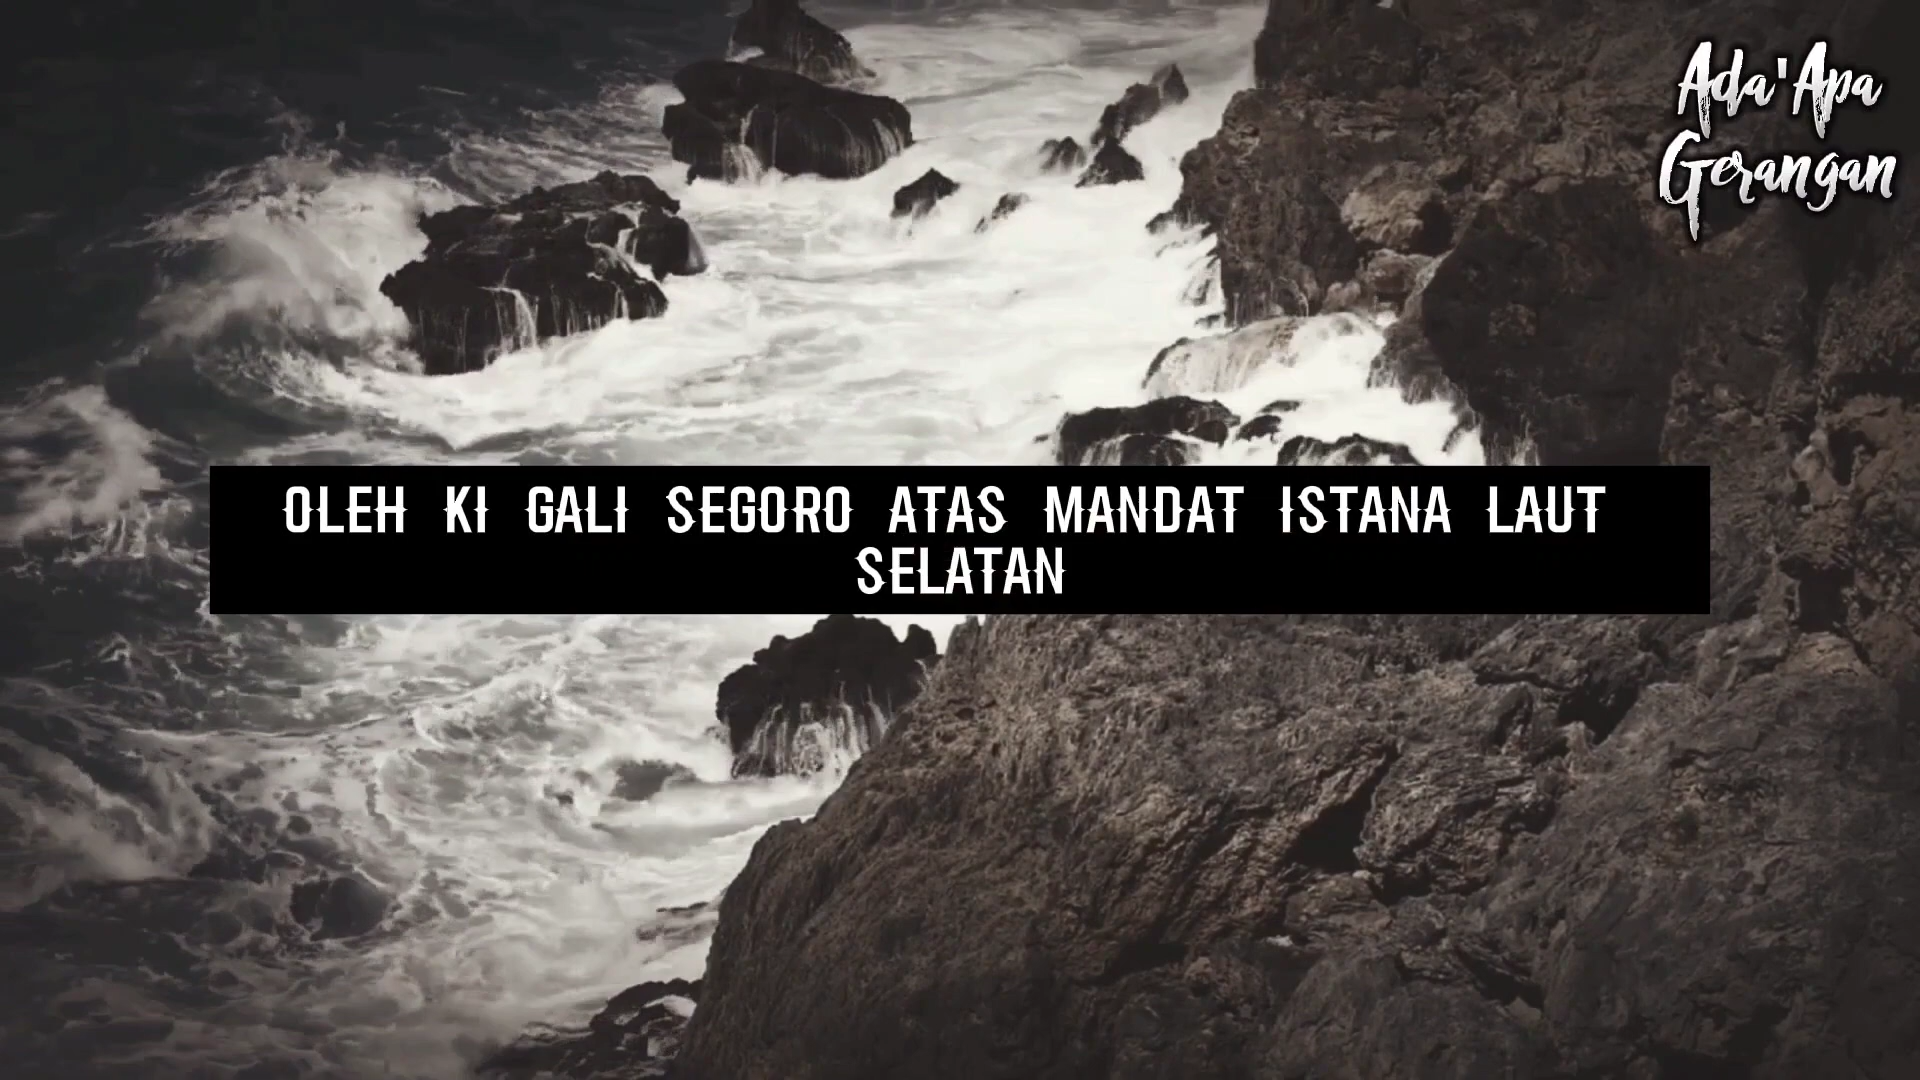 Ada'Apa
Gerangan
OLEH KI GALI SEGORO ATAS MANDAT ISTANA LAUT
SELATAN